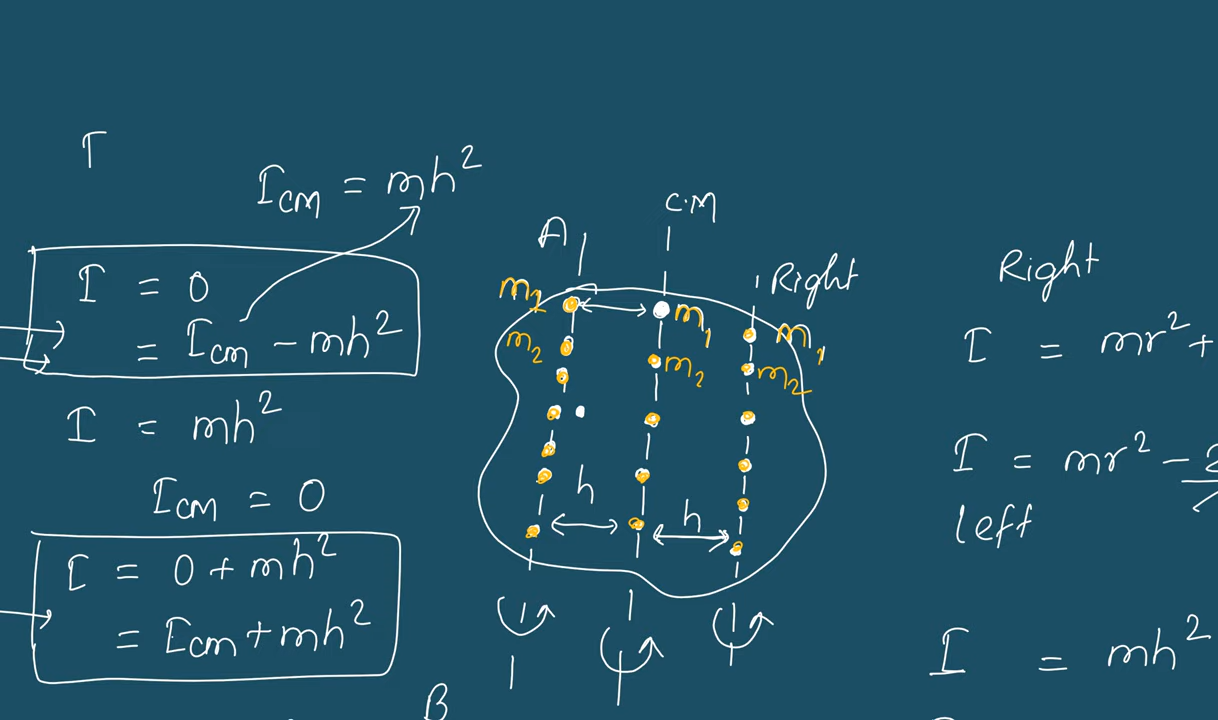 I
I_CM = mh²
I = 0
= I_CM - mh²
I = mh²
I_CM = 0
I = 0 + mh²
= I_CM + mh²
B
A
C.M
Right
m₁
m₁
m₁
m₂
m₂
m₂
h
h
Right
I = mr² +
I = mr² - 2
left
I = mh²